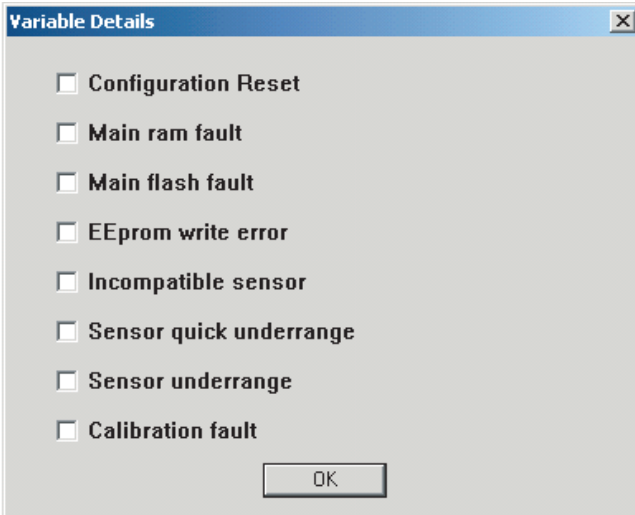 Variable Details
Configuration Reset
Main ram fault
Main flash fault
EEprom write error
Incompatible sensor
Sensor quick underrange
Sensor underrange
Calibration fault
OK